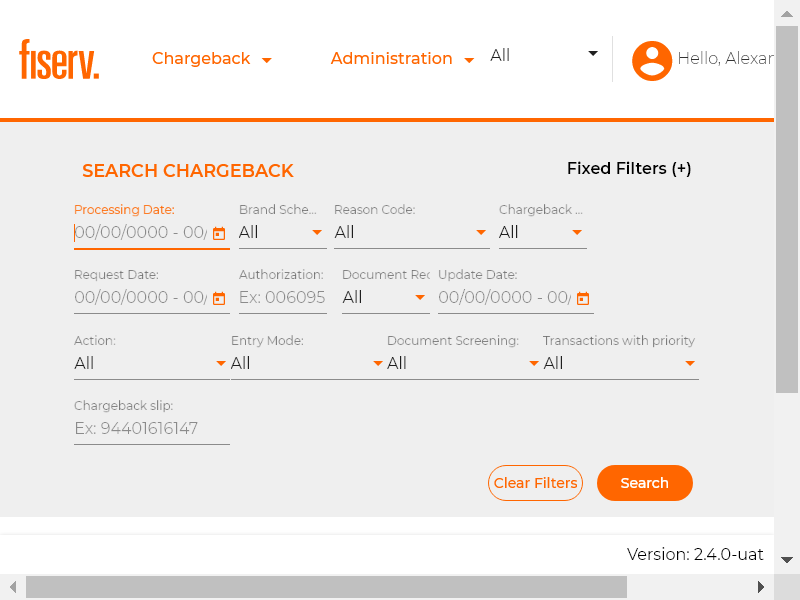 fiserv.
Chargeback
Administration
All
Hello, Alexar
SEARCH CHARGEBACK
Fixed Filters (+)
Processing Date:
Brand Sche...
Reason Code:
Chargeback ...
00/00/0000 - 00/
All
All
All
Request Date:
Authorization:
Document Rec
Update Date:
00/00/0000 - 00/
Ex: 006095
All
00/00/0000 - 00/
Action:
Entry Mode:
Document Screening:
Transactions with priority
All
All
All
All
Chargeback slip:
Ex: 94401616147
Clear Filters
Search
Version: 2.4.0-uat